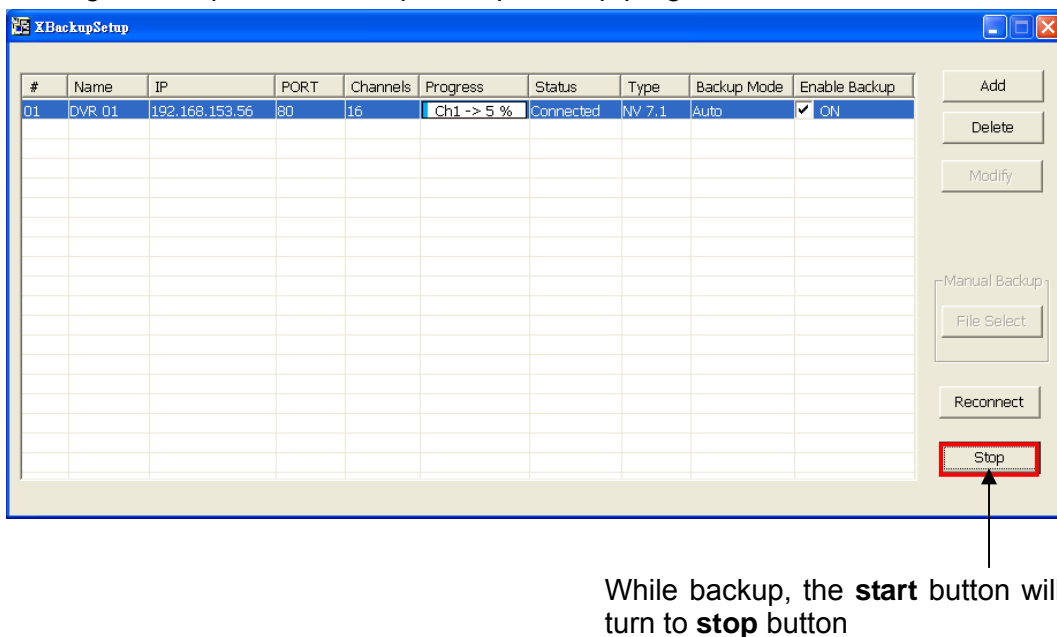 XBackupSetup
# Name IP PORT Channels Progress Status Type Backup Mode Enable Backup
01 DVR 01 192.168.153.56 80 16 Ch1 -> 5 % Connected NV 7.1 Auto ON
Add
Delete
Modify
Manual Backup
File Select
Reconnect
Stop
While backup, the start button will
turn to stop button